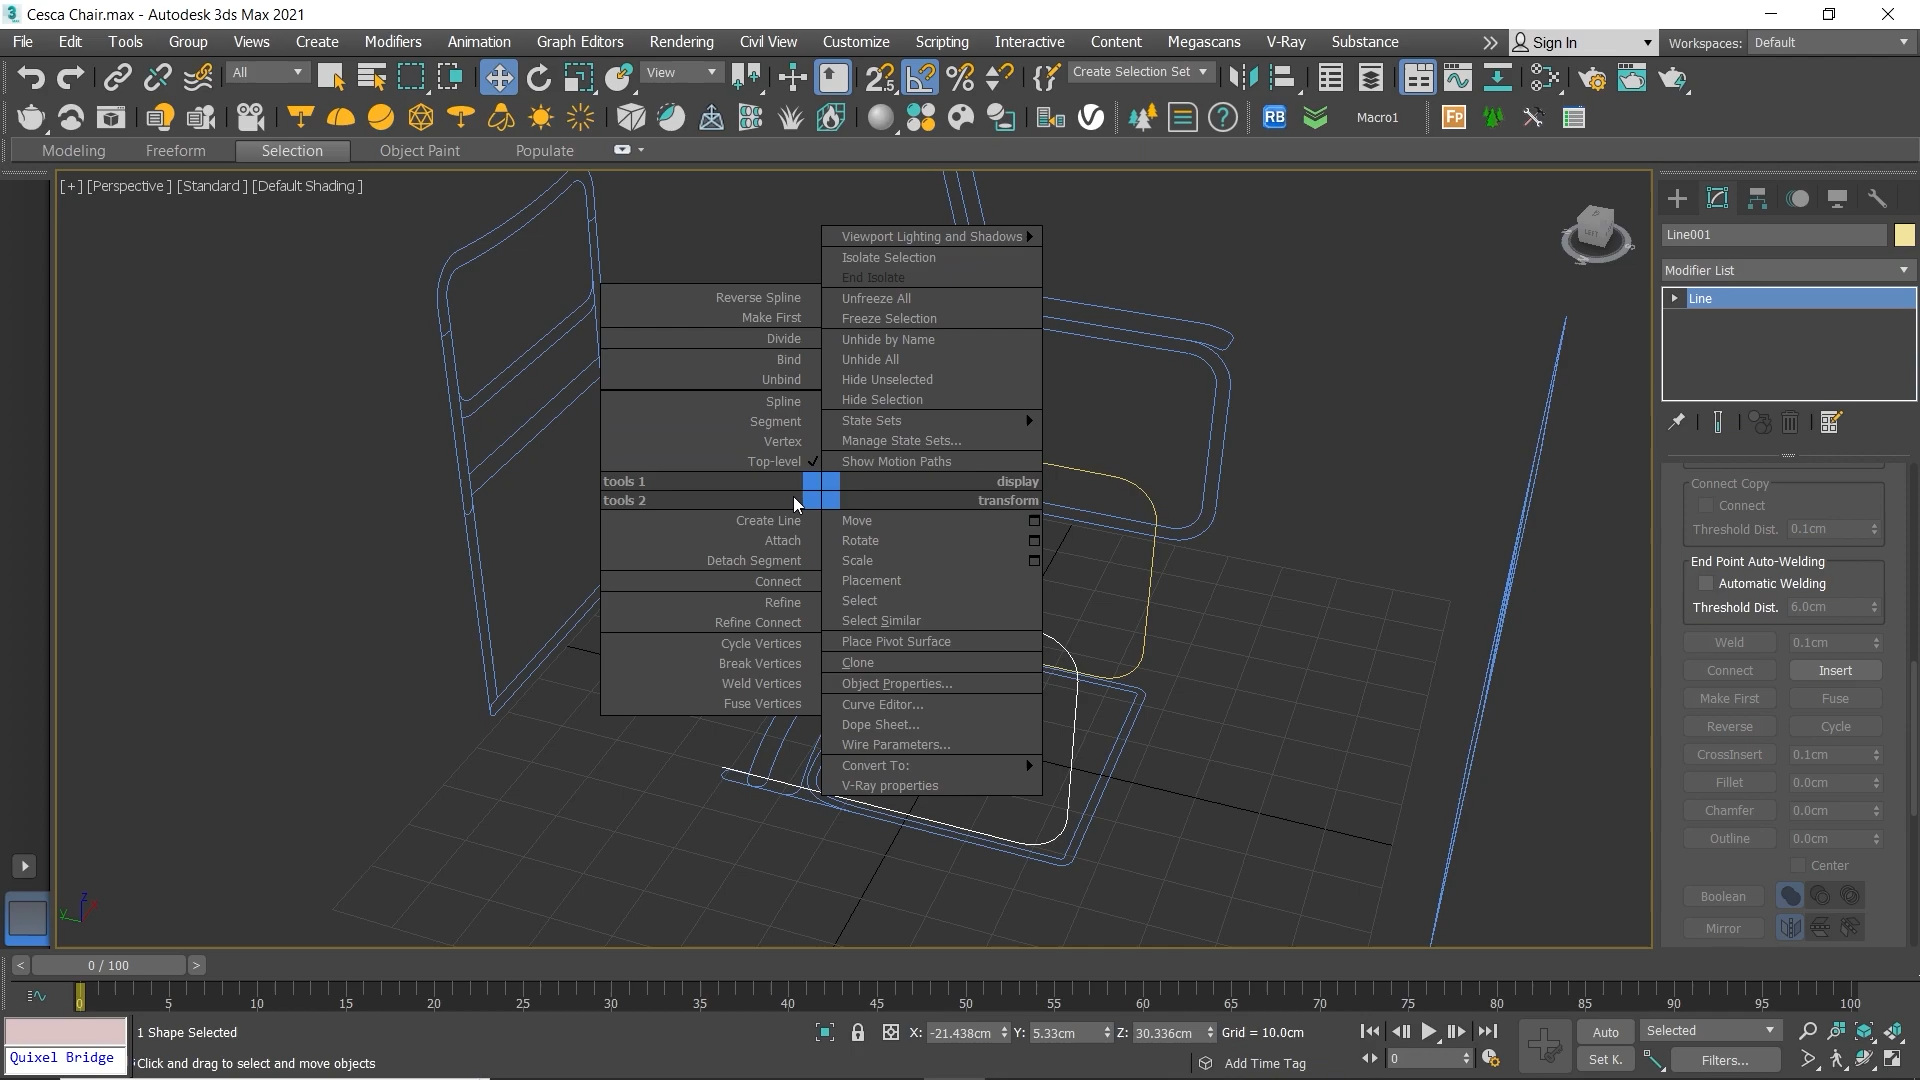 Cesca Chair.max - Autodesk 3ds Max 2021
File Edit Tools Group Views Create Modifiers Animation Graph Editors Rendering Civil View Customize Scripting Interactive Content Megascans V-Ray Substance
Sign In
Workspaces: Default
All
View
Create Selection Set
RB
Macro1
Fp
Modeling Freeform Selection Object Paint Populate
[+] [Perspective ] [Standard ] [Default Shading ]
Viewport Lighting and Shadows
Isolate Selection
End Isolate
Unfreeze All
Freeze Selection
Unhide by Name
Unhide All
Hide Unselected
Hide Selection
State Sets
Manage State Sets...
Show Motion Paths
Reverse Spline
Make First
Divide
Bind
Unbind
Spline
Segment
Vertex
Top-level
tools 1
display
tools 2
transform
Create Line
Attach
Detach Segment
Connect
Refine
Refine Connect
Cycle Vertices
Break Vertices
Weld Vertices
Fuse Vertices
Move
Rotate
Scale
Placement
Select
Select Similar
Place Pivot Surface
Clone
Object Properties...
Curve Editor...
Dope Sheet...
Wire Parameters...
Convert To:
V-Ray properties
Line001
Modifier List
Line
Connect Copy
Connect
Threshold Dist. 0.1cm
End Point Auto-Welding
Automatic Welding
Threshold Dist. 6.0cm
Weld 0.1cm
Connect Insert
Make First Fuse
Reverse Cycle
CrossInsert 0.1cm
Fillet 0.0cm
Chamfer 0.0cm
Outline 0.0cm
Center
Boolean
Mirror
z
y
< 0 / 100 >
0 5 10 15 20 25 30 35 40 45 50 55 60 65 70 75 80 85 90 95 100
1 Shape Selected
X: -21.438cm Y: 5.33cm Z: 30.336cm Grid = 10.0cm
Auto
Selected
Quixel Bridge
Click and drag to select and move objects
Add Time Tag
0
Set K.
Filters...